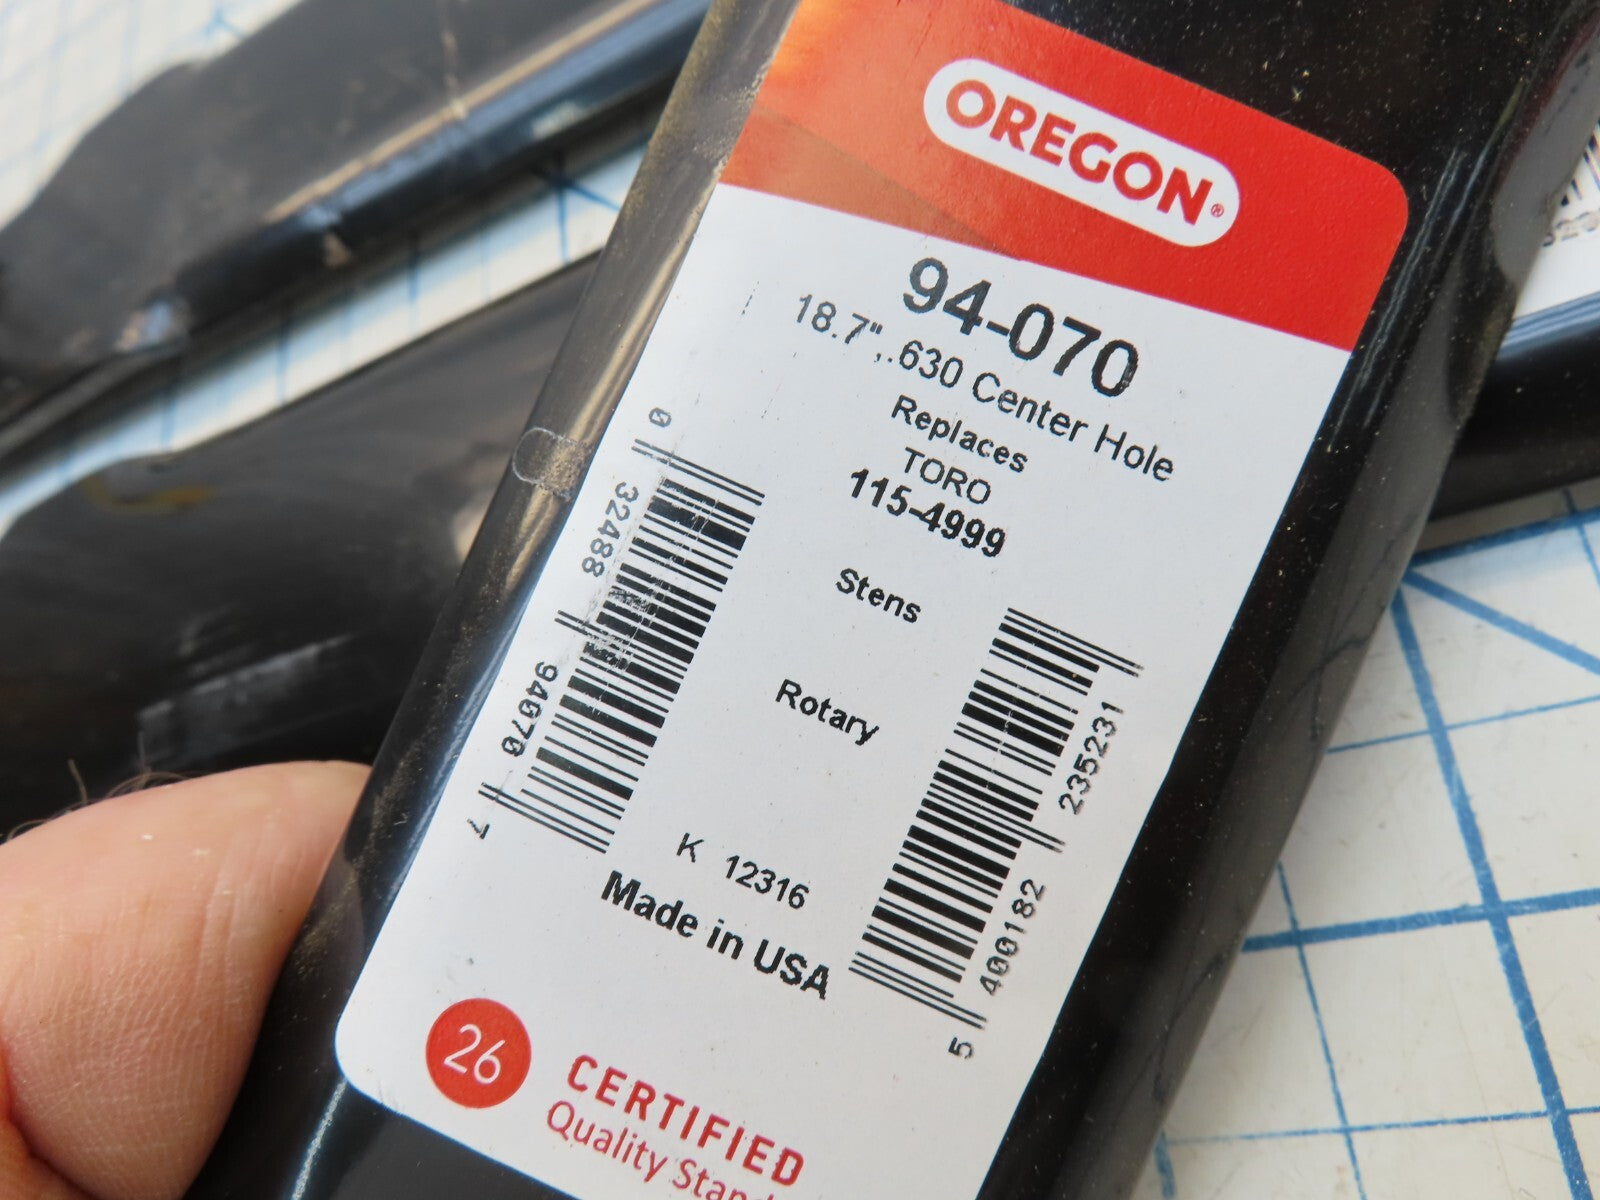 OREGON®
94-070
18.7",.630 Center Hole
Replaces
TORO
115-4999
Stens
Rotary
0 32488 94070 7
5 400182 235231
K 12316
Made in USA
26
CERTIFIED
Quality